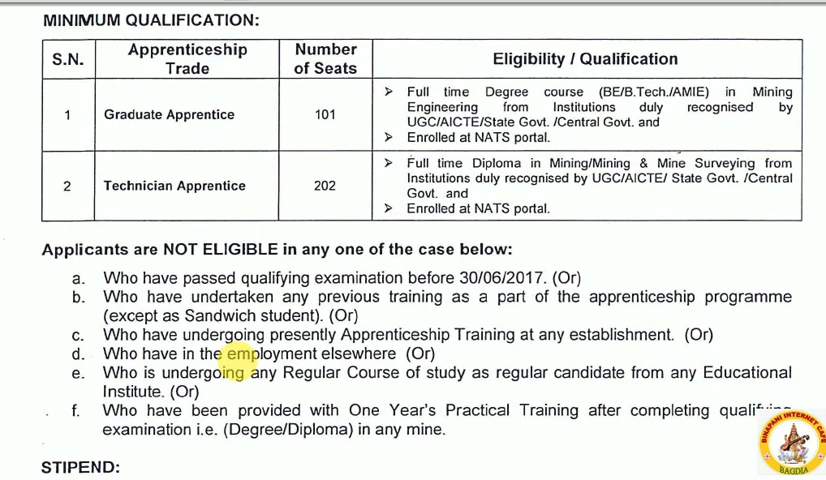 MINIMUM QUALIFICATION:
S.N.
Apprenticeship
Trade
Number
of Seats
Eligibility / Qualification
1
Graduate Apprentice
101
➢ Full time Degree course (BE/B.Tech./AMIE) in Mining
Engineering from Institutions duly recognised by
UGC/AICTE/State Govt. /Central Govt. and
➢ Enrolled at NATS portal.
2
Technician Apprentice
202
➢ Full time Diploma in Mining/Mining & Mine Surveying from
Institutions duly recognised by UGC/AICTE/ State Govt. /Central
Govt. and
➢ Enrolled at NATS portal.
Applicants are NOT ELIGIBLE in any one of the case below:
a. Who have passed qualifying examination before 30/06/2017. (Or)
b. Who have undertaken any previous training as a part of the apprenticeship programme
(except as Sandwich student). (Or)
c. Who have undergoing presently Apprenticeship Training at any establishment. (Or)
d. Who have in the employment elsewhere (Or)
e. Who is undergoing any Regular Course of study as regular candidate from any Educational
Institute. (Or)
f. Who have been provided with One Year's Practical Training after completing qualifying
examination i.e. (Degree/Diploma) in any mine.
STIPEND:
BINAPANI INTERNET CAFE
BAGDIA